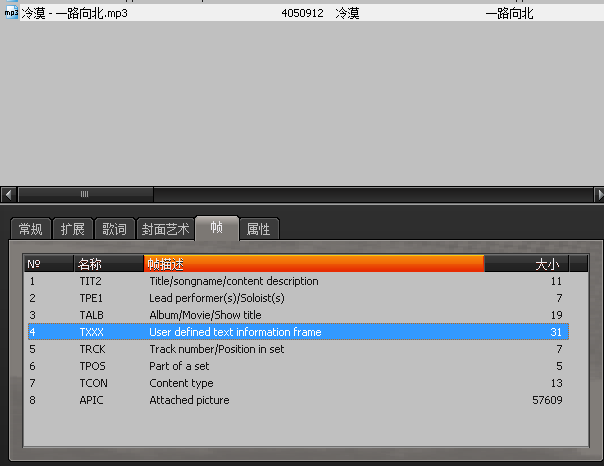 mp3 冷漠 - 一路向北.mp3 4050912 冷漠 一路向北
常规 扩展 歌词 封面艺术 帧 属性
№ 名称 帧描述 大小
1 TIT2 Title/songname/content description 11
2 TPE1 Lead performer(s)/Soloist(s) 7
3 TALB Album/Movie/Show title 19
4 TXXX User defined text information frame 31
5 TRCK Track number/Position in set 7
6 TPOS Part of a set 5
7 TCON Content type 13
8 APIC Attached picture 57609